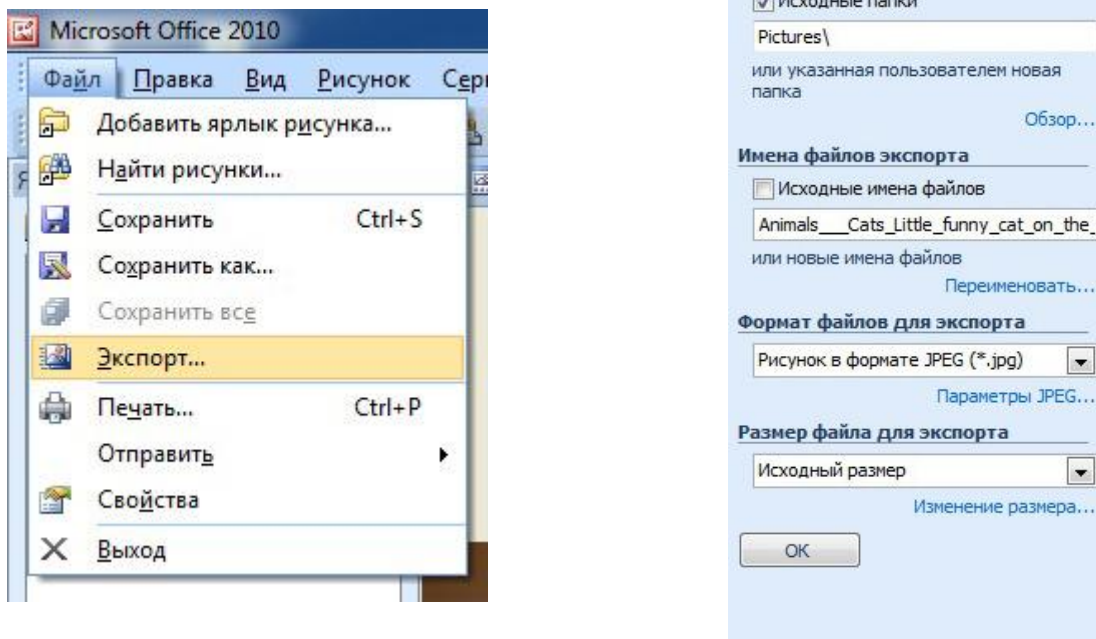 Microsoft Office 2010
Файл Правка Вид Рисунок
Добавить ярлык рисунка...
Найти рисунки...
Сохранить Ctrl+S
Сохранить как...
Сохранить все
Экспорт...
Печать... Ctrl+P
Отправить
Свойства
Выход
Исходные папки
Pictures\
или указанная пользователем новая
папка
Обзор...
Имена файлов экспорта
Исходные имена файлов
Animals___Cats_Little_funny_cat_on_the_
или новые имена файлов
Переименовать...
Формат файлов для экспорта
Рисунок в формате JPEG (*.jpg)
Параметры JPEG...
Размер файла для экспорта
Исходный размер
Изменение размера...
ОК